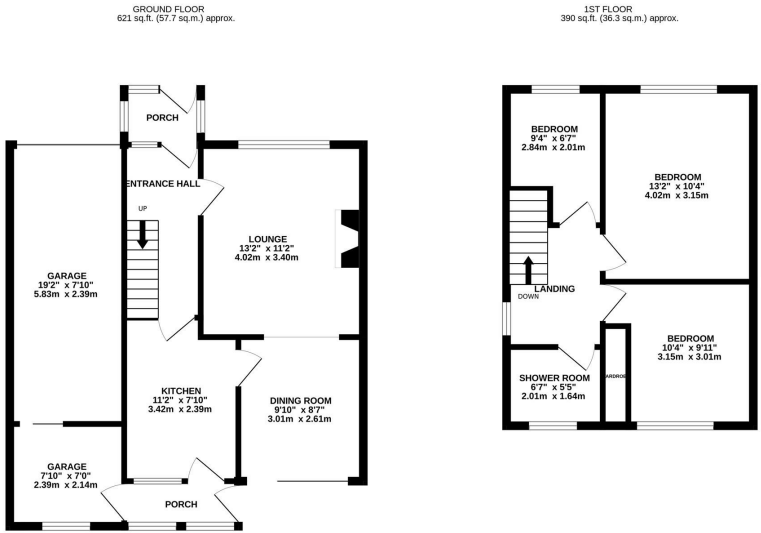 GROUND FLOOR
621 sq.ft. (57.7 sq.m.) approx.
PORCH
ENTRANCE HALL
UP
LOUNGE
13'2" x 11'2"
4.02m x 3.40m
GARAGE
19'2" x 7'10"
5.83m x 2.39m
KITCHEN
11'2" x 7'10"
3.42m x 2.39m
DINING ROOM
9'10" x 8'7"
3.01m x 2.61m
GARAGE
7'10" x 7'0"
2.39m x 2.14m
PORCH
1ST FLOOR
390 sq.ft. (36.3 sq.m.) approx.
BEDROOM
9'4" x 6'7"
2.84m x 2.01m
BEDROOM
13'2" x 10'4"
4.02m x 3.15m
LANDING
DOWN
BEDROOM
10'4" x 9'11"
3.15m x 3.01m
SHOWER ROOM
6'7" x 5'5"
2.01m x 1.64m